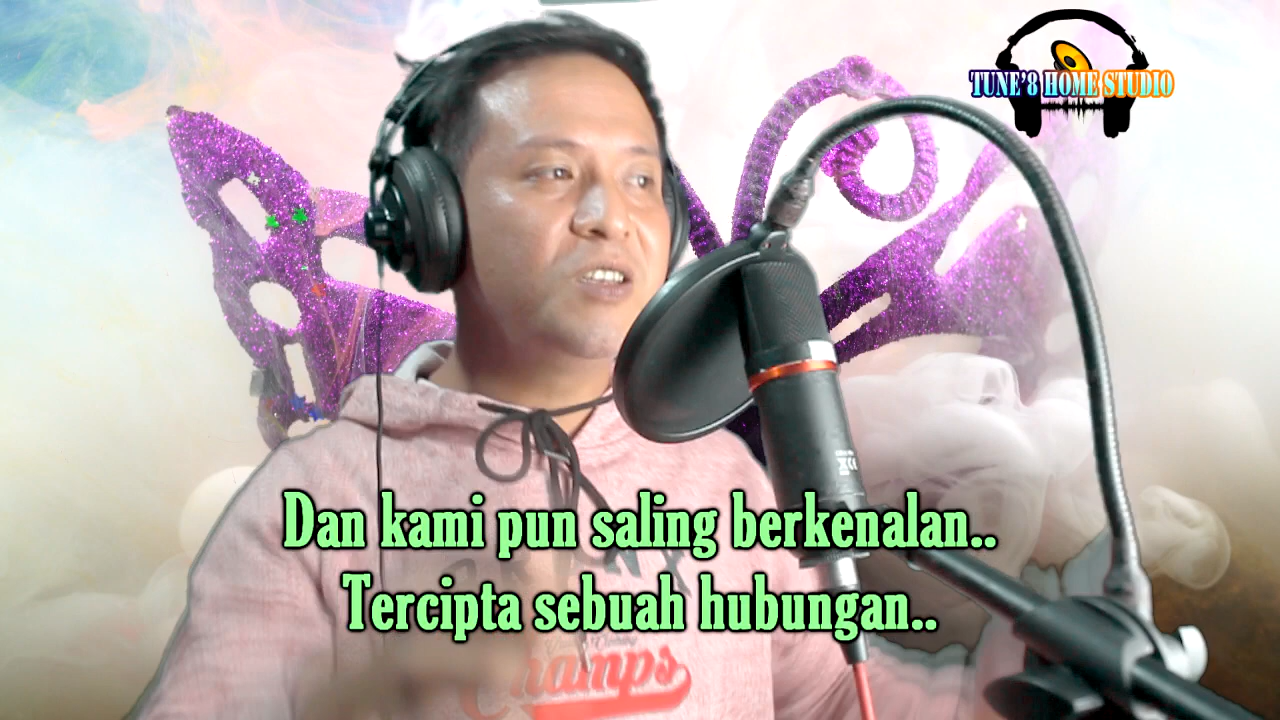 TUNE'8 HOME STUDIO
Dan kami pun saling berkenalan..
Tercipta sebuah hubungan..
Champs